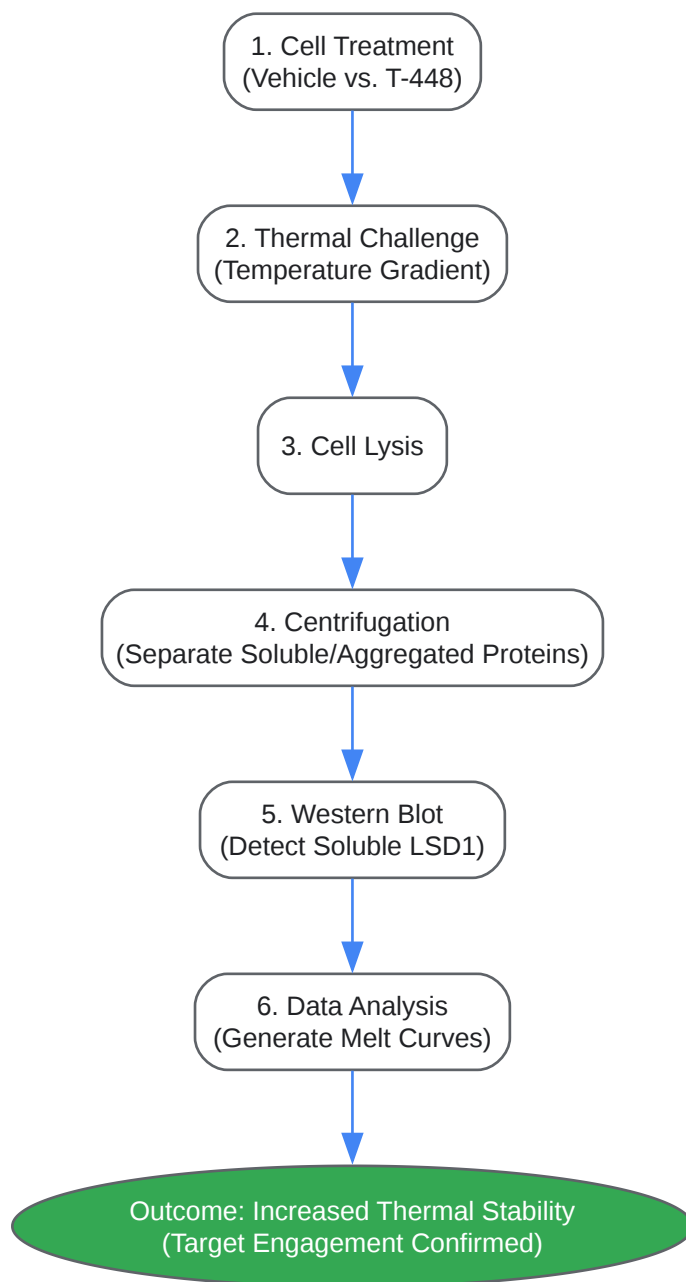 1. Cell Treatment
(Vehicle vs. T-448)
2. Thermal Challenge
(Temperature Gradient)
3. Cell Lysis
4. Centrifugation
(Separate Soluble/Aggregated Proteins)
5. Western Blot
(Detect Soluble LSD1)
6. Data Analysis
(Generate Melt Curves)
Outcome: Increased Thermal Stability
(Target Engagement Confirmed)